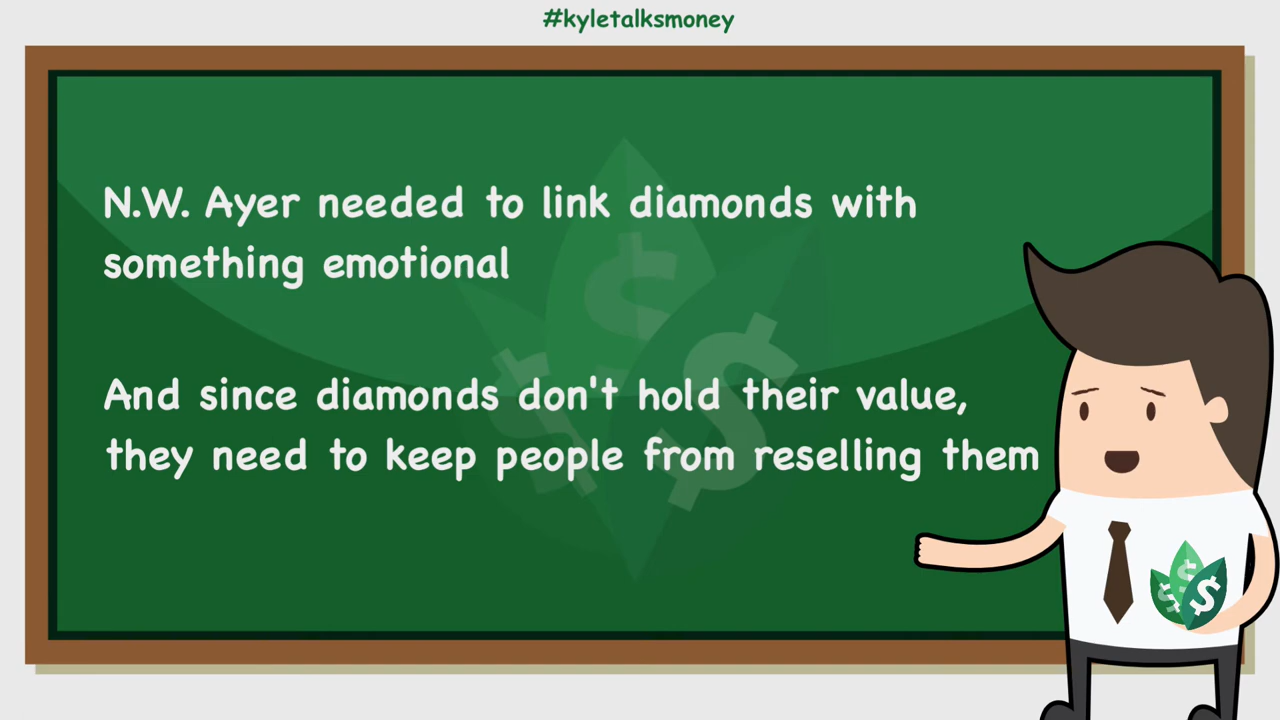 #kyletalksmoney
N.W. Ayer needed to link diamonds with
something emotional
And since diamonds don't hold their value,
they need to keep people from reselling them